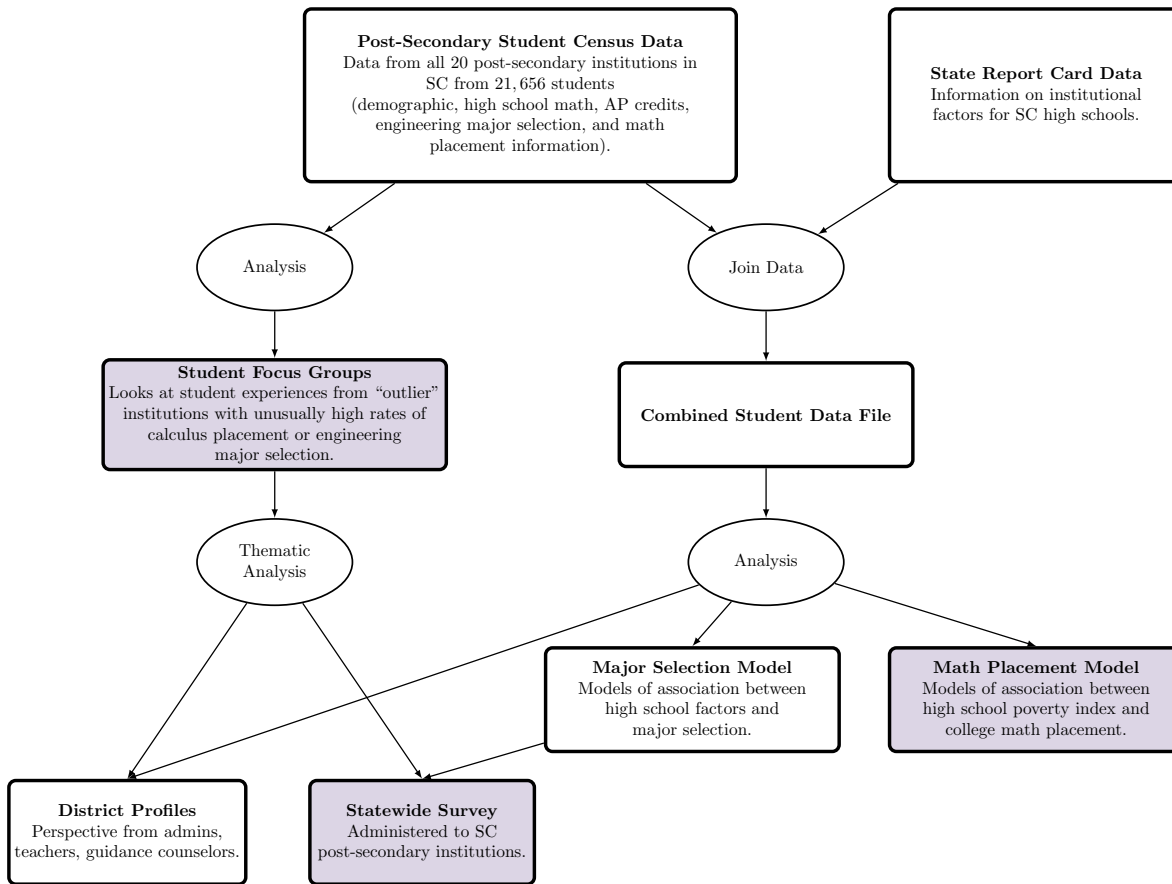 Post-Secondary Student Census Data
Data from all 20 post-secondary institutions in
SC from 21,656 students
(demographic, high school math, AP credits,
engineering major selection, and math
placement information).
State Report Card Data
Information on institutional
factors for SC high schools.
Analysis
Join Data
Student Focus Groups
Looks at student experiences from “outlier”
institutions with unusually high rates of
calculus placement or engineering
major selection.
Combined Student Data File
Thematic
Analysis
Analysis
Major Selection Model
Models of association between
high school factors and
major selection.
Math Placement Model
Models of association between
high school poverty index and
college math placement.
District Profiles
Perspective from admins,
teachers, guidance counselors.
Statewide Survey
Administered to SC
post-secondary institutions.